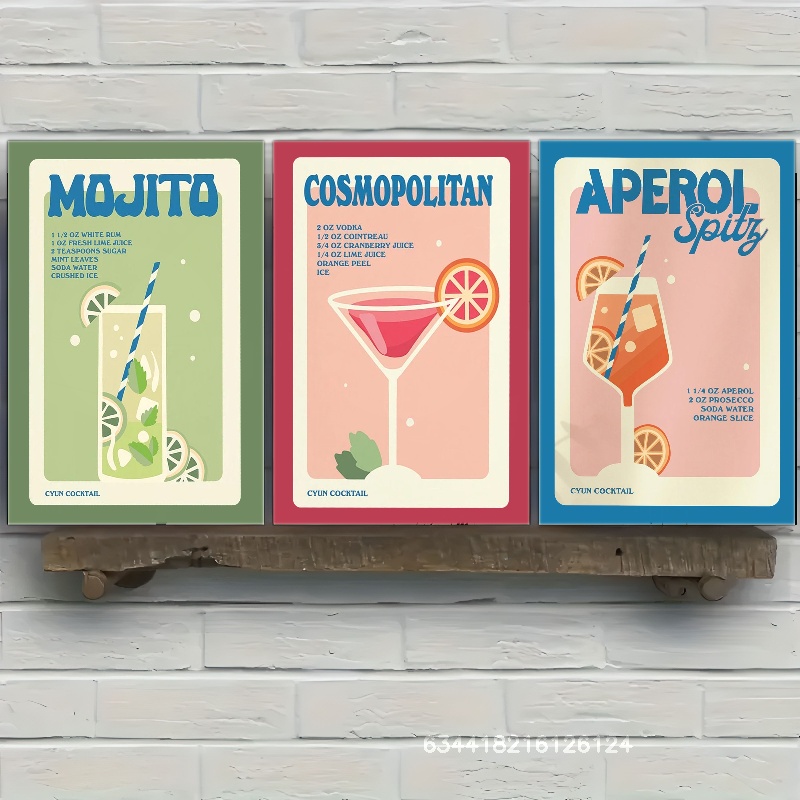 MOJITO
1 1/2 OZ WHITE RUM
1 OZ FRESH LIME JUICE
2 TEASPOONS SUGAR
MINT LEAVES
SODA WATER
CRUSHED ICE
CYUN COCKTAIL
COSMOPOLITAN
2 OZ VODKA
1/2 OZ COINTREAU
3/4 OZ CRANBERRY JUICE
1/4 OZ LIME JUICE
ORANGE PEEL
ICE
CYUN COCKTAIL
APEROL
Spitz
1 1/4 OZ APEROL
2 OZ PROSECCO
SODA WATER
ORANGE SLICE
CYUN COCKTAIL
634418216126124